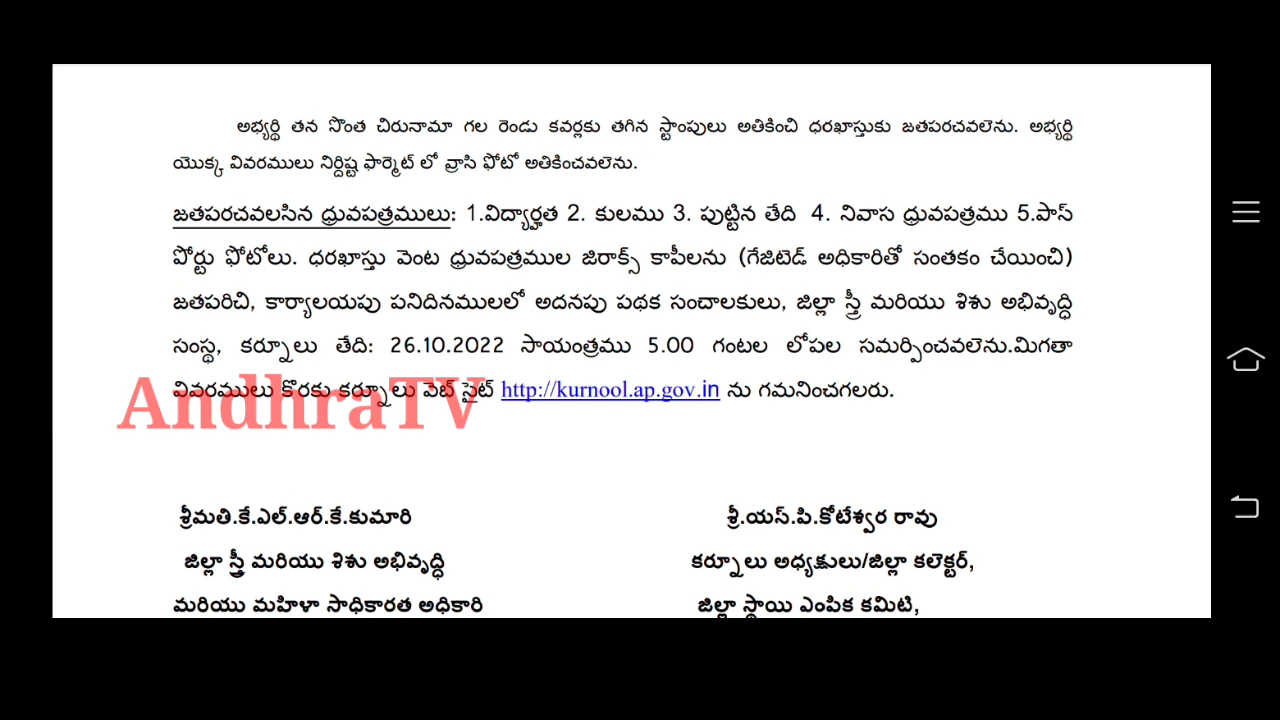 అభ్యర్థి తన సొంత చిరునామా గల రెండు కవర్లకు తగిన స్టాంపులు అతికించి ధరఖాస్తుకు జతపరచవలెను. అభ్యర్థి
యొక్క వివరములు నిర్దిష్ట ఫార్మెట్ లో వ్రాసి ఫోటో అతికించవలెను.
జతపరచవలసిన ధ్రువపత్రములు: 1.విద్యార్హత 2. కులము 3. పుట్టిన తేది 4. నివాస ధ్రువపత్రము 5.పాస్
పోర్టు ఫోటోలు. ధరఖాస్తు వెంట ధ్రువపత్రముల జిరాక్స్ కాపీలను (గేజిటెడ్ అధికారితో సంతకం చేయించి)
జతపరిచి, కార్యాలయపు పనిదినములలో అదనపు పథక సంచాలకులు, జిల్లా స్త్రీ మరియు శిశు అభివృద్ధి
సంస్థ, కర్నూలు తేది: 26.10.2022 సాయంత్రము 5.00 గంటల లోపల సమర్పించవలెను.మిగతా
వివరములు కొరకు కర్నూలు వెబ్ సైట్ http://kurnool.ap.gov.in ను గమనించగలరు.
AndhraTV
శ్రీమతి.కే.ఎల్.ఆర్.కే.కుమారి
శ్రీ.యస్.పి.కోటేశ్వర రావు
జిల్లా స్త్రీ మరియు శిశు అభివృద్ధి
కర్నూలు అధ్యక్షులు/జిల్లా కలెక్టర్,
మరియు మహిళా సాధికారత అధికారి
జిల్లా స్థాయి ఎంపిక కమిటి,